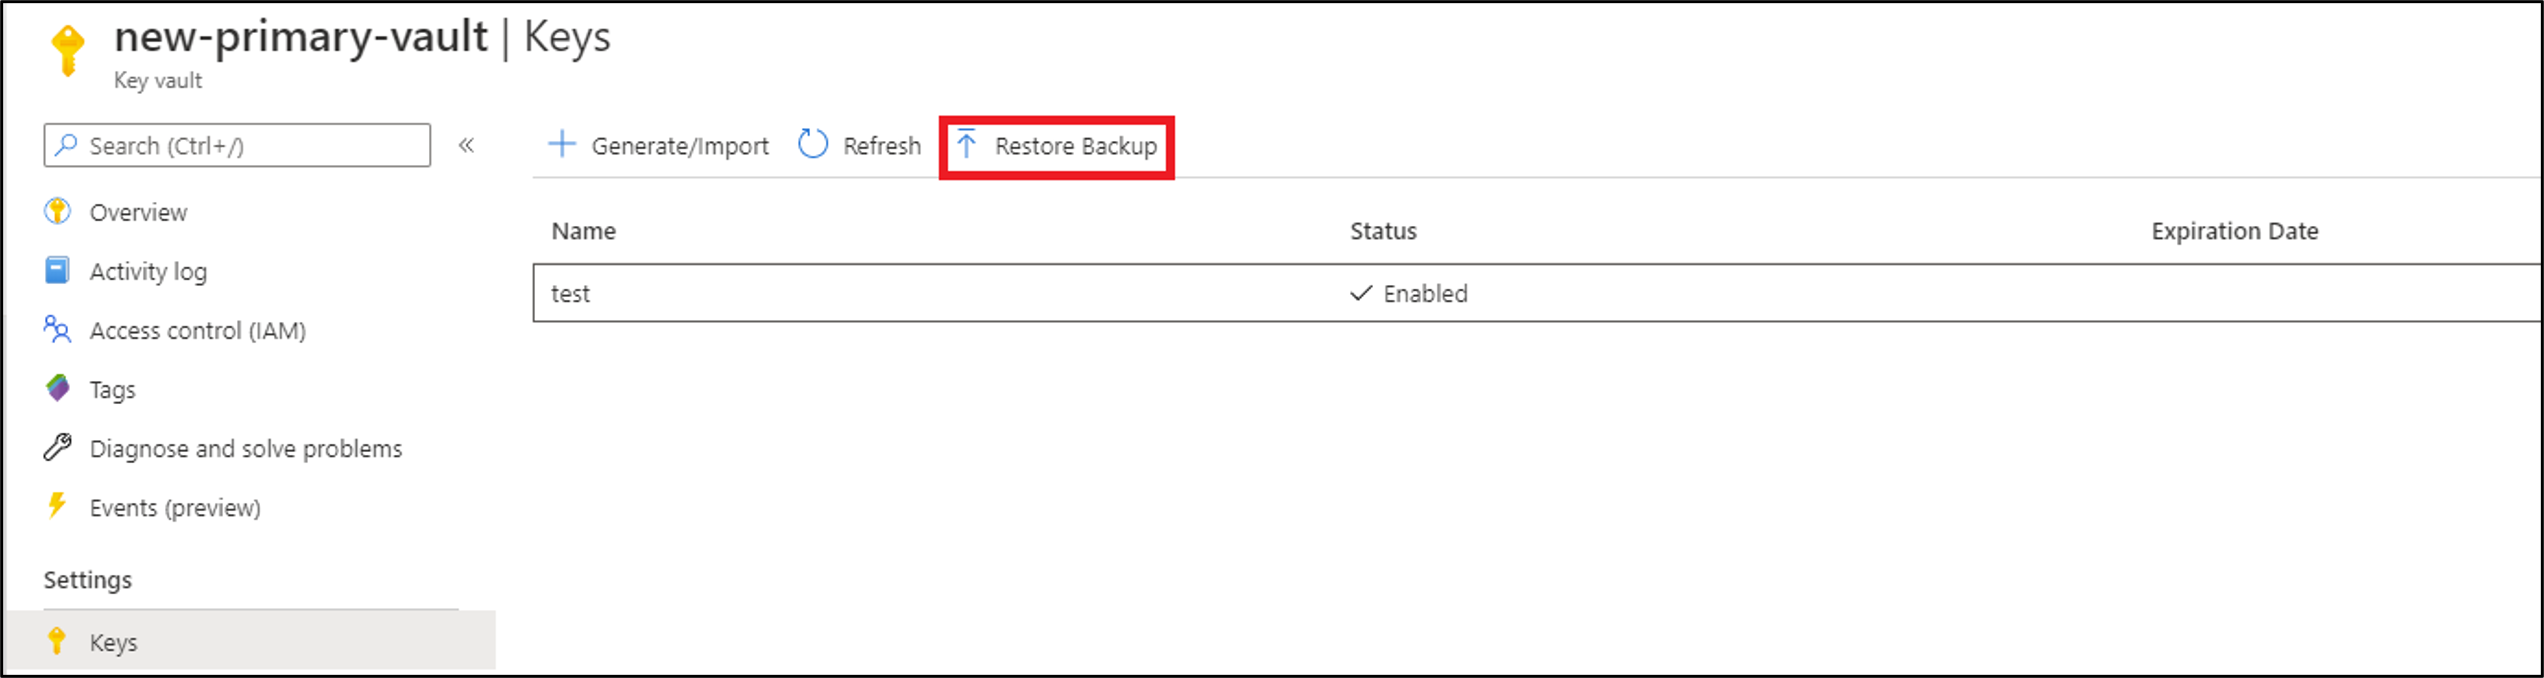 new-primary-vault | Keys
Key vault
Search (Ctrl+/)
«
Generate/Import Refresh Restore Backup
Overview
Activity log
Access control (IAM)
Tags
Diagnose and solve problems
Events (preview)
Settings
Keys
Name Status Expiration Date
test Enabled